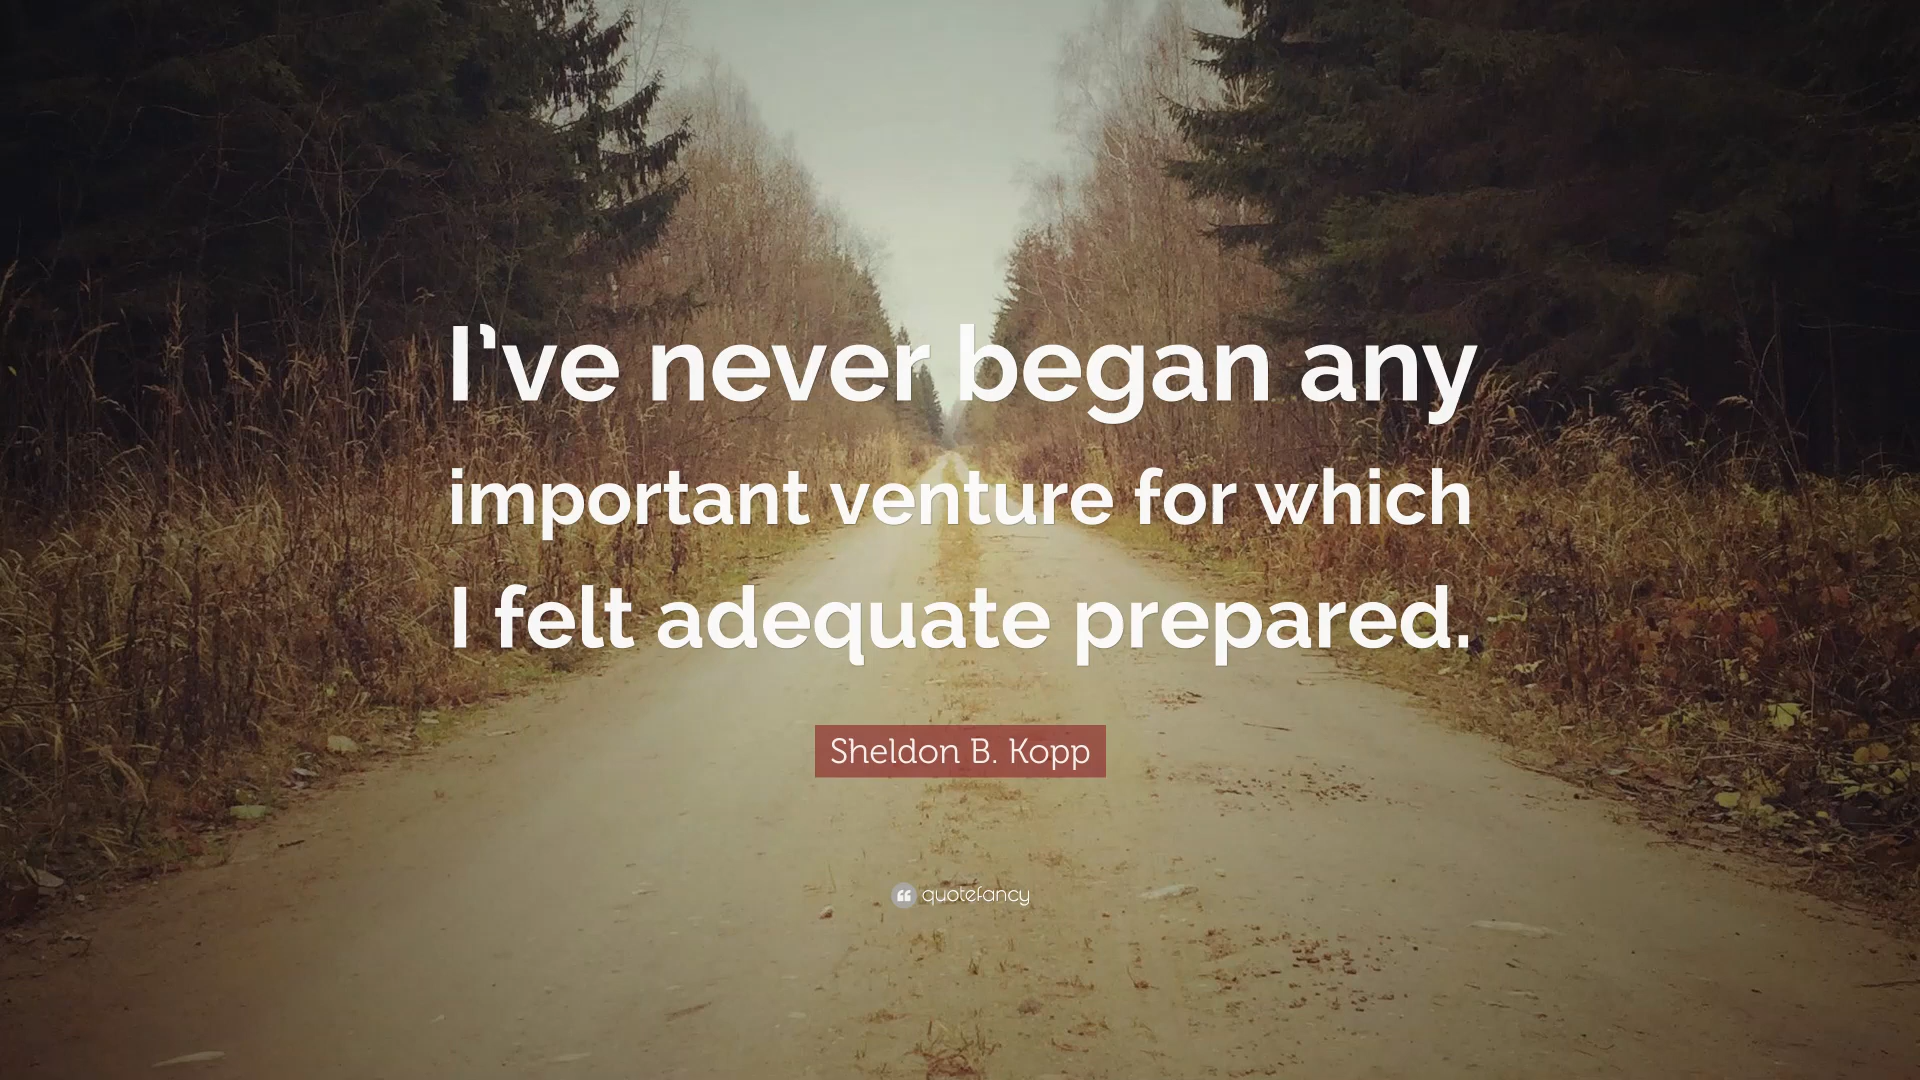 I've never began any
important venture for which
I felt adequate prepared.
Sheldon B. Kopp
quotefancy